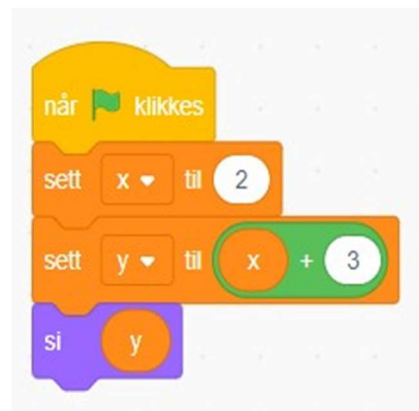 når klikkes
sett x til 2
sett y til x + 3
si y